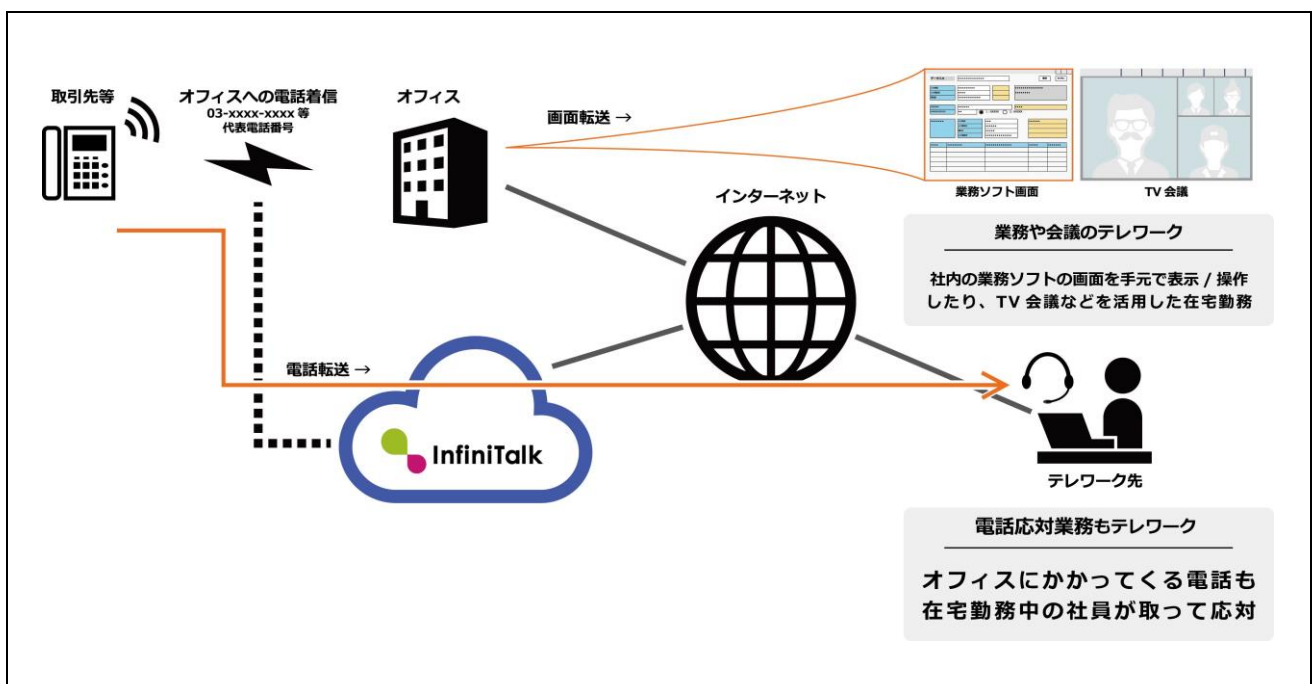 取引先等
オフィスへの電話着信
03-xxxx-xxxx 等
代表電話番号
オフィス
画面転送 →
業務ソフト画面
TV 会議
インターネット
業務や会議のテレワーク
社内の業務ソフトの画面を手元で表示 / 操作
したり、TV 会議などを活用した在宅勤務
電話転送 →
InfiniTalk
テレワーク先
電話応対業務もテレワーク
オフィスにかかってくる電話も
在宅勤務中の社員が取って応対